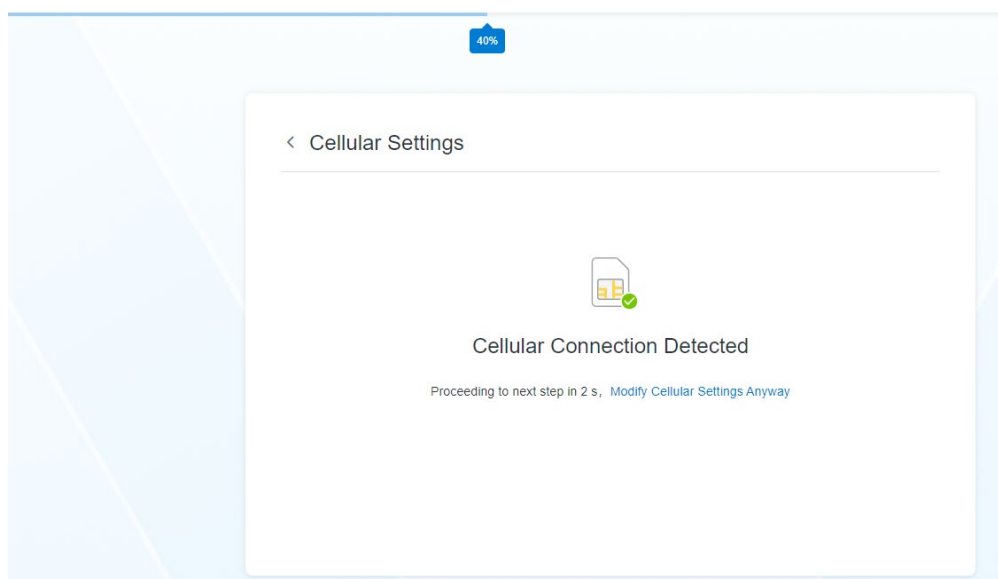 40%
Cellular Settings
Cellular Connection Detected
Proceeding to next step in 2 s，Modify Cellular Settings Anyway